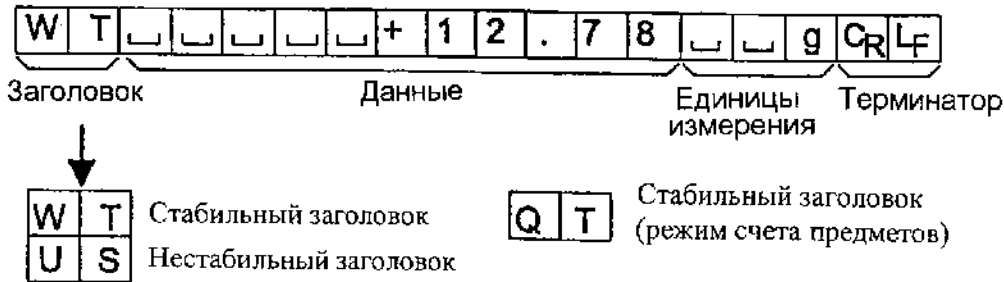 W T ␣ ␣ ␣ ␣ ␣ + 1 2 . 7 8 ␣ ␣ g CR LF
Заголовок Данные Единицы измерения Терминатор
W T Стабильный заголовок
U S Нестабильный заголовок
Q T Стабильный заголовок
(режим счета предметов)